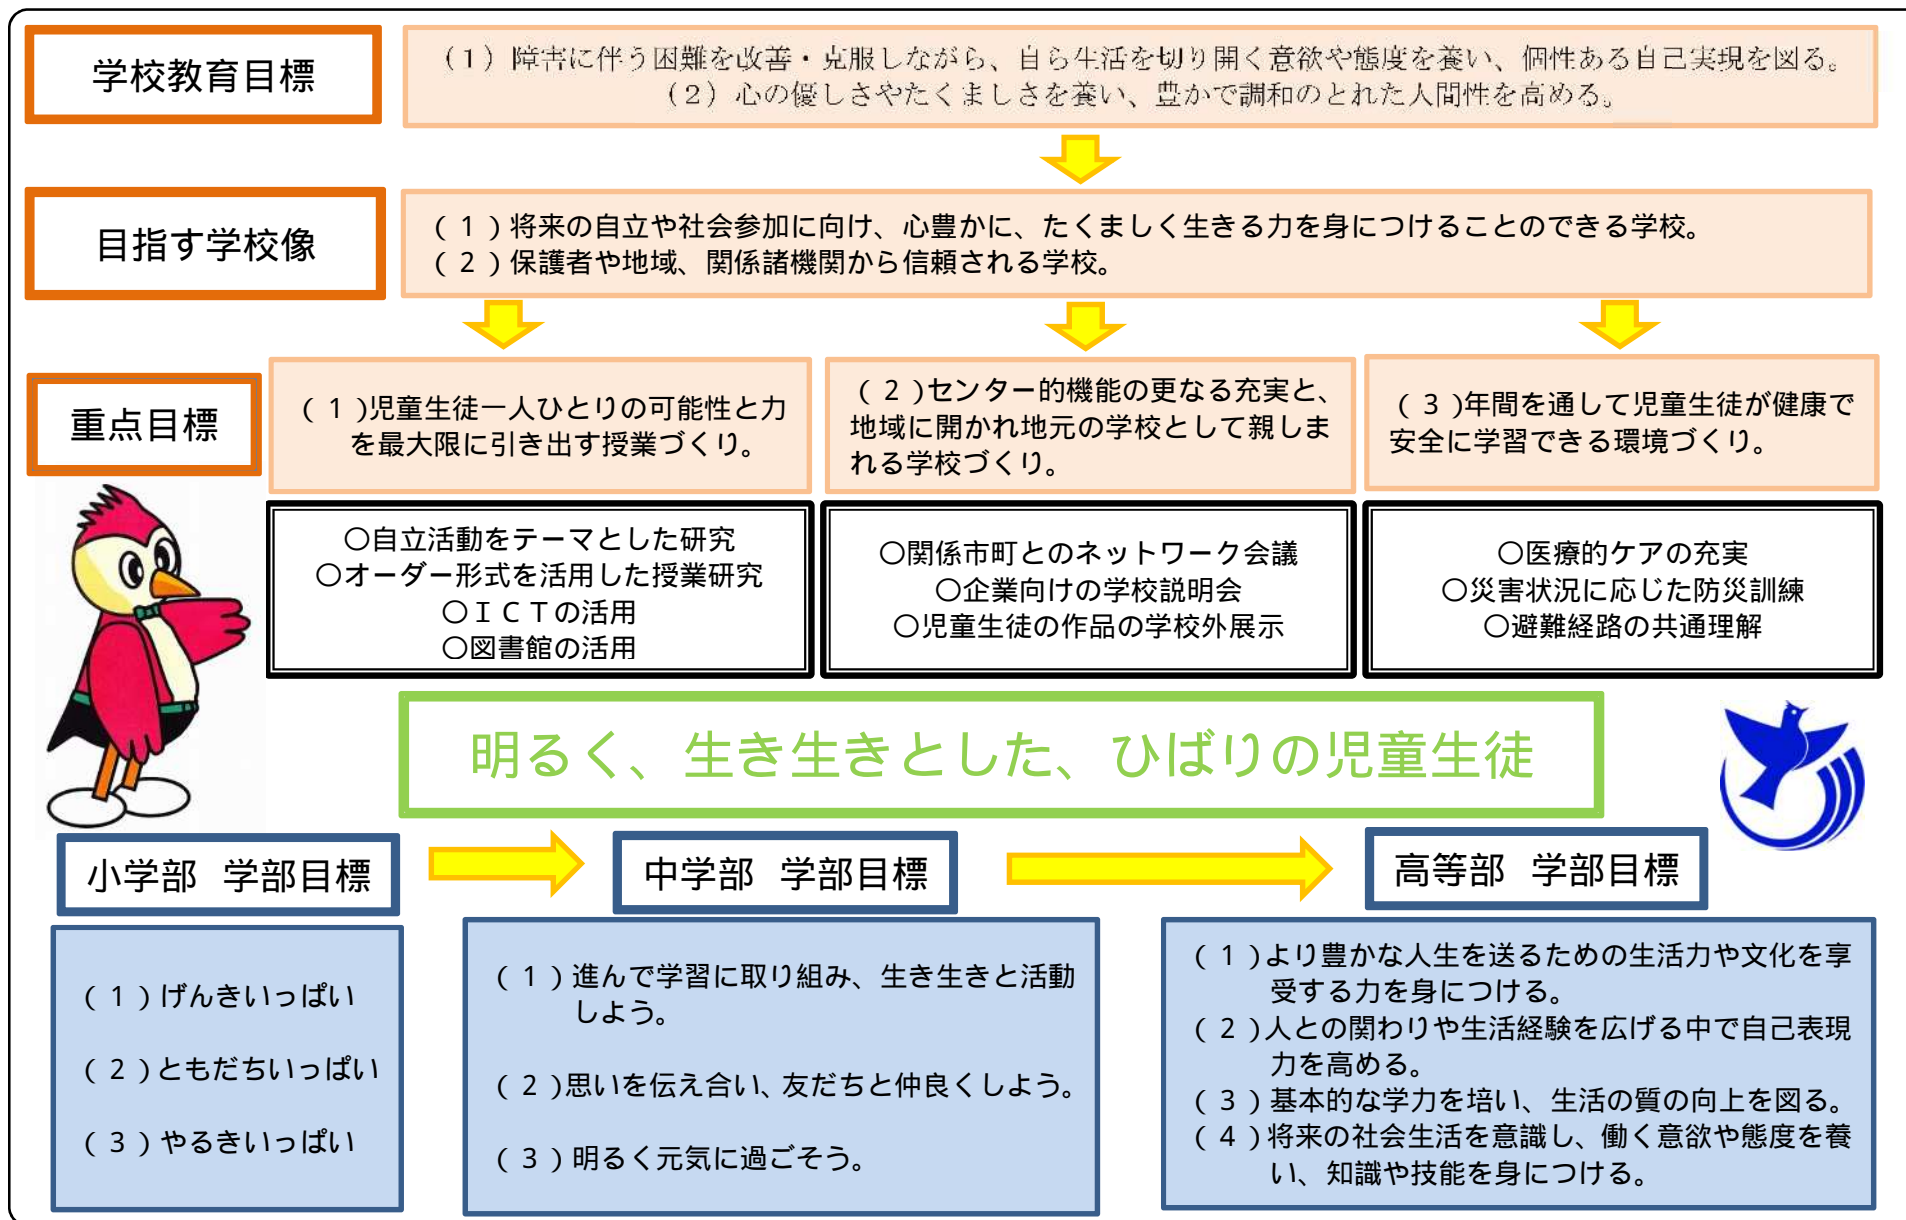 学校教育目標
(1)障害に伴う困難を改善・克服しながら、自ら生活を切り開く意欲や態度を養い、個性ある自己実現を図る。
(2)心の優しさやたくましさを養い、豊かで調和のとれた人間性を高める。
目指す学校像
(1)将来の自立や社会参加に向け、心豊かに、たくましく生きる力を身につけることのできる学校。
(2)保護者や地域、関係諸機関から信頼される学校。
重点目標
(1)児童生徒一人ひとりの可能性と力
を最大限に引き出す授業づくり。
(2)センター的機能の更なる充実と、
地域に開かれ地元の学校として親しま
れる学校づくり。
(3)年間を通して児童生徒が健康で
安全に学習できる環境づくり。
○自立活動をテーマとした研究
○オーダー形式を活用した授業研究
○ICTの活用
○図書館の活用
○関係市町とのネットワーク会議
○企業向けの学校説明会
○児童生徒の作品の学校外展示
○医療的ケアの充実
○災害状況に応じた防災訓練
○避難経路の共通理解
明るく、生き生きとした、ひばりの児童生徒
小学部 学部目標
中学部 学部目標
高等部 学部目標
(1)げんきいっぱい
(2)ともだちいっぱい
(3)やるきいっぱい
(1)進んで学習に取り組み、生き生きと活動
しよう。
(2)思いを伝え合い、友だちと仲良くしよう。
(3)明るく元気に過ごそう。
(1)より豊かな人生を送るための生活力や文化を享
受する力を身につける。
(2)人との関わりや生活経験を広げる中で自己表現
力を高める。
(3)基本的な学力を培い、生活の質の向上を図る。
(4)将来の社会生活を意識し、働く意欲や態度を養
い、知識や技能を身につける。